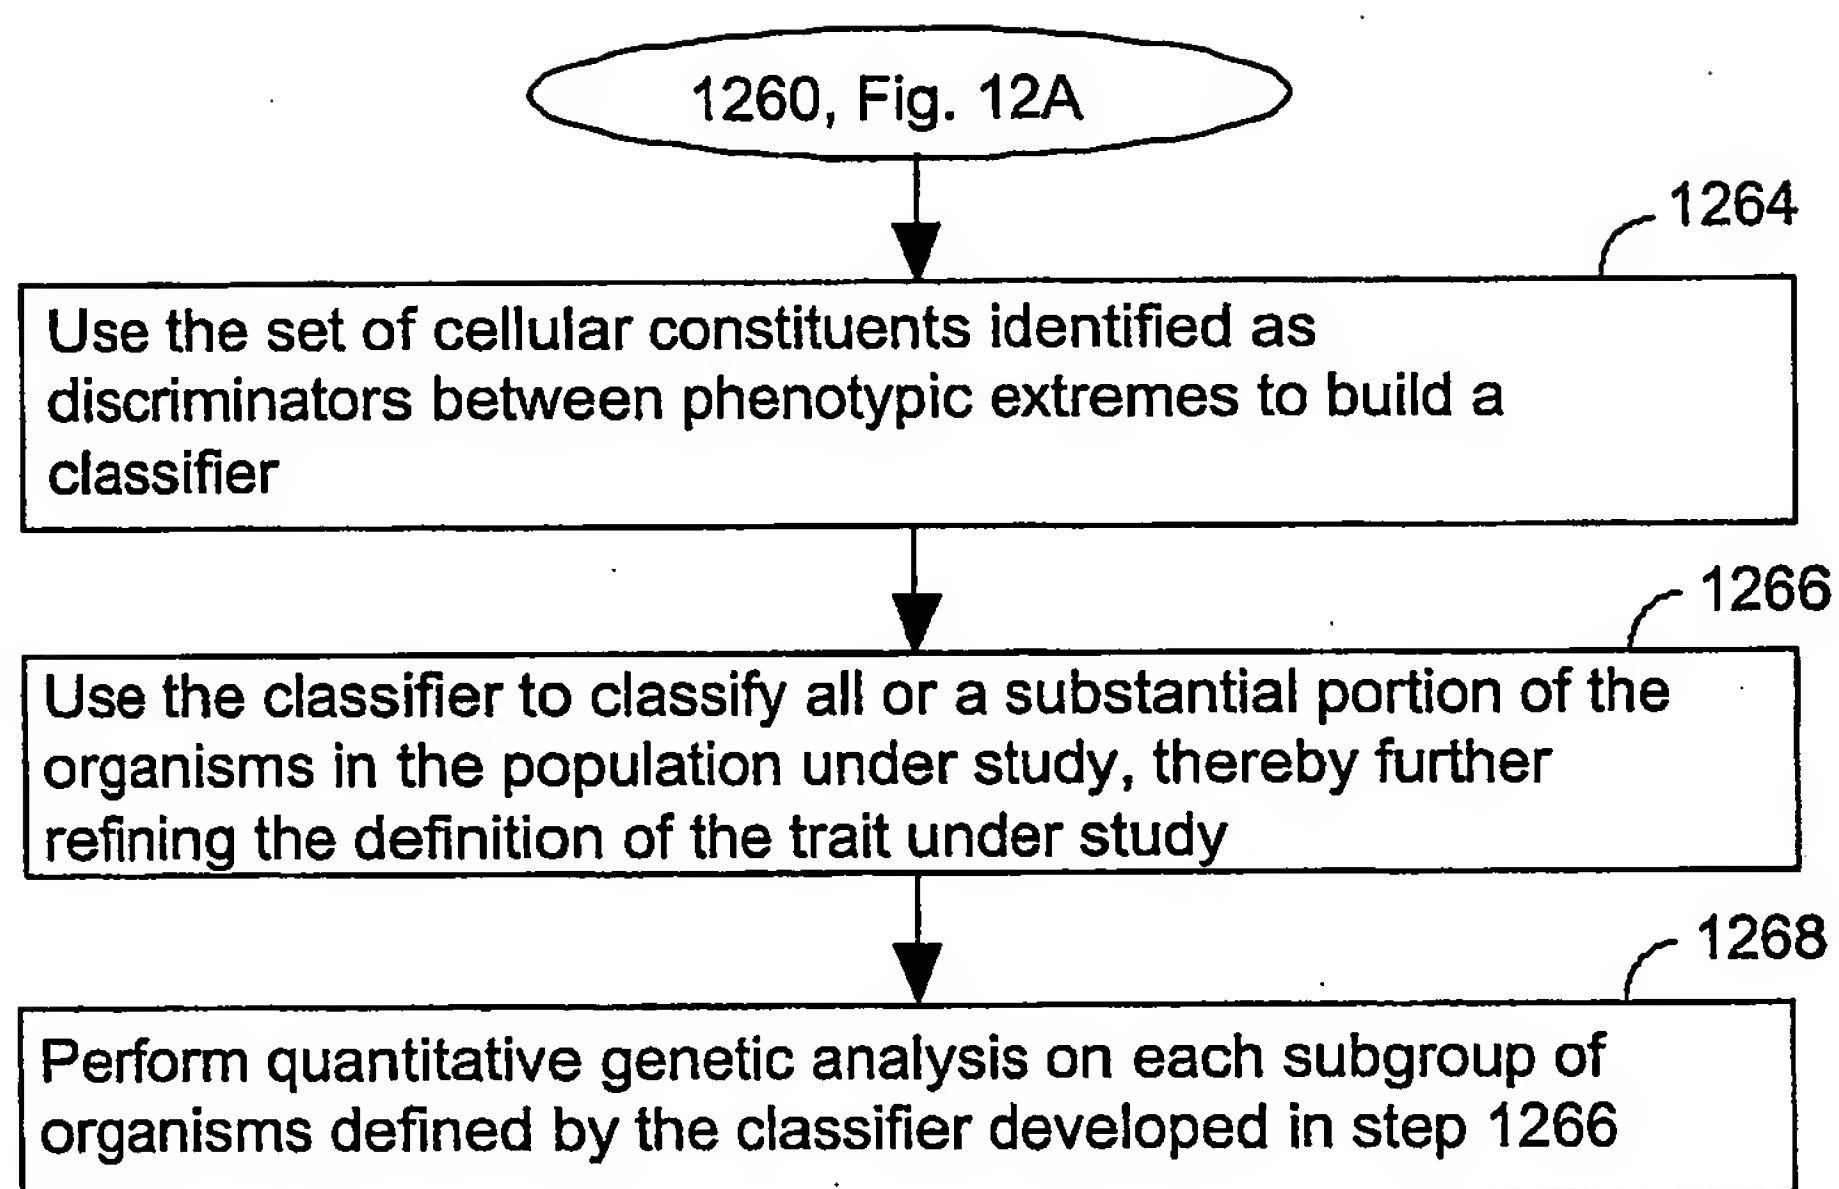 1260, Fig. 12A
1264
Use the set of cellular constituents identified as
discriminators between phenotypic extremes to build a
classifier
1266
Use the classifier to classify all or a substantial portion of the
organisms in the population under study, thereby further
refining the definition of the trait under study
1268
Perform quantitative genetic analysis on each subgroup of
organisms defined by the classifier developed in step 1266